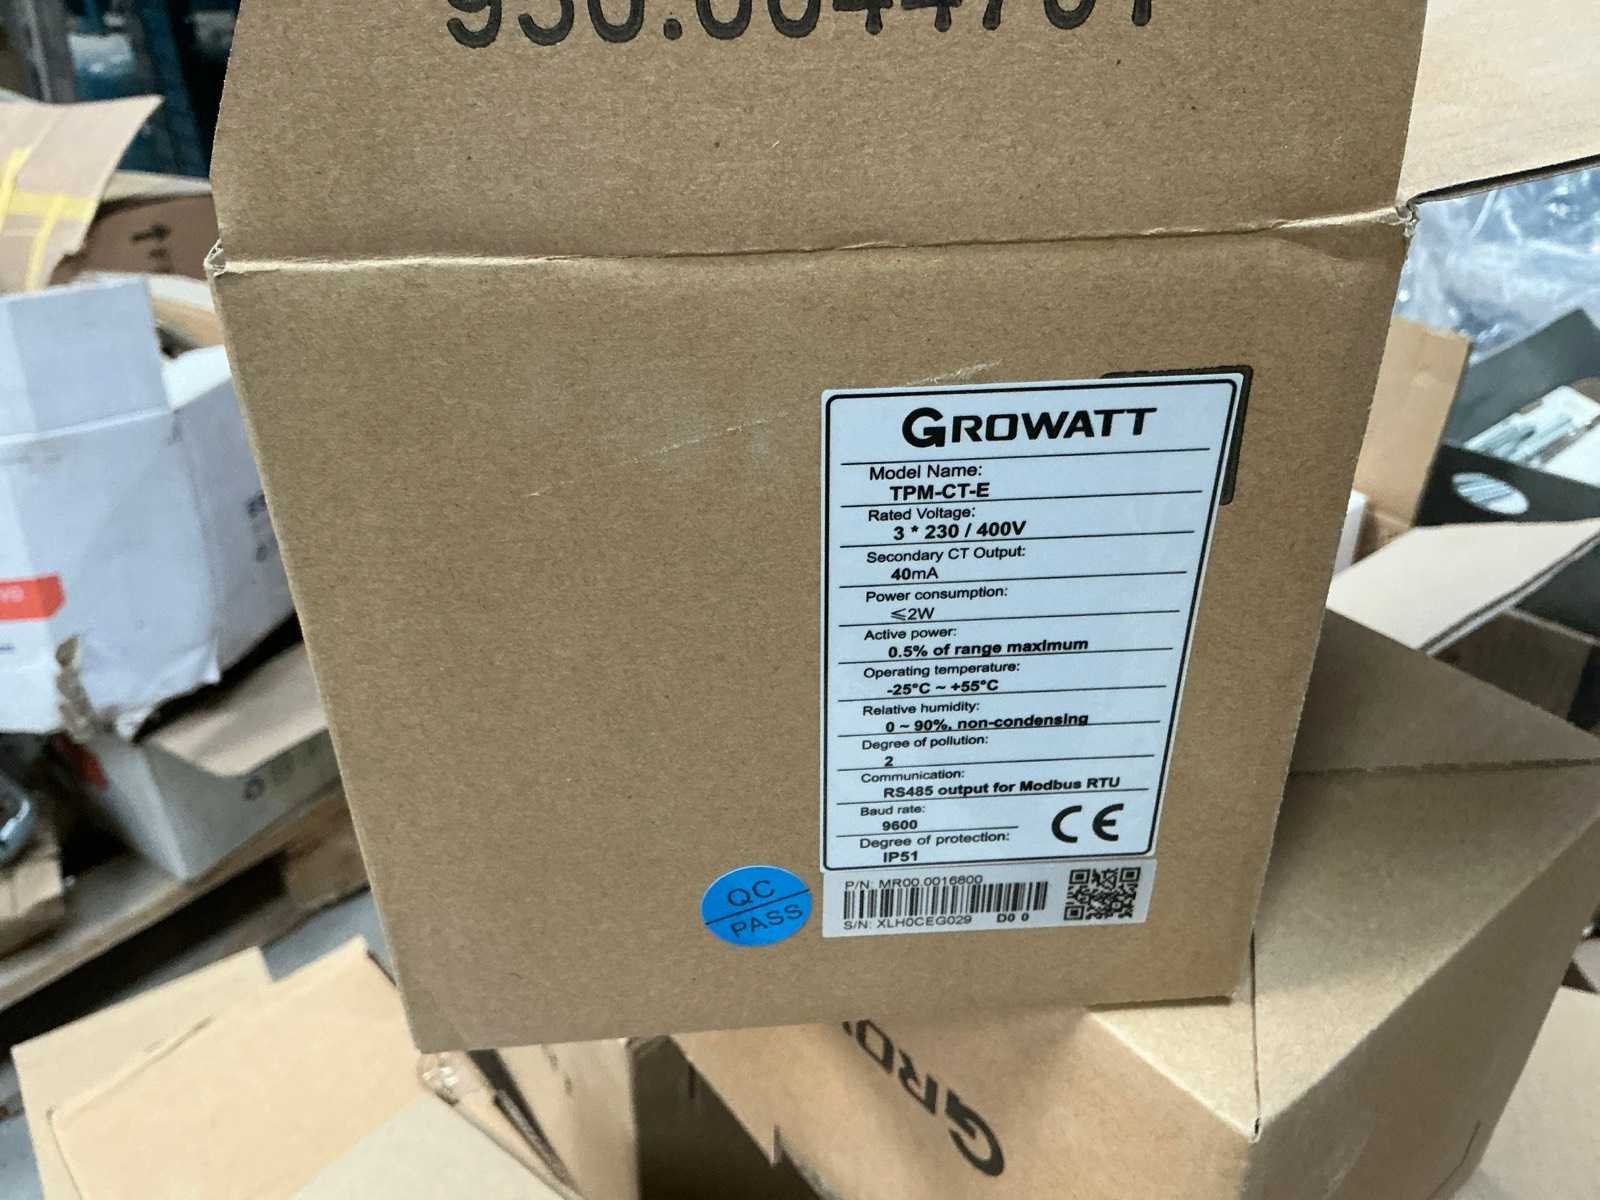 930.0044701
GROWATT
Model Name:
TPM-CT-E
Rated Voltage:
3 * 230 / 400V
Secondary CT Output:
40mA
Power consumption:
≤2W
Active power:
0.5% of range maximum
Operating temperature:
-25°C ~ +55°C
Relative humidity:
0 ~ 90%, non-condensing
Degree of pollution:
2
Communication:
RS485 output for Modbus RTU
Baud rate:
9600
CE
Degree of protection:
IP51
P/N: MR00.0016800
S/N: XLH0CEG029 D0 0
QC
PASS